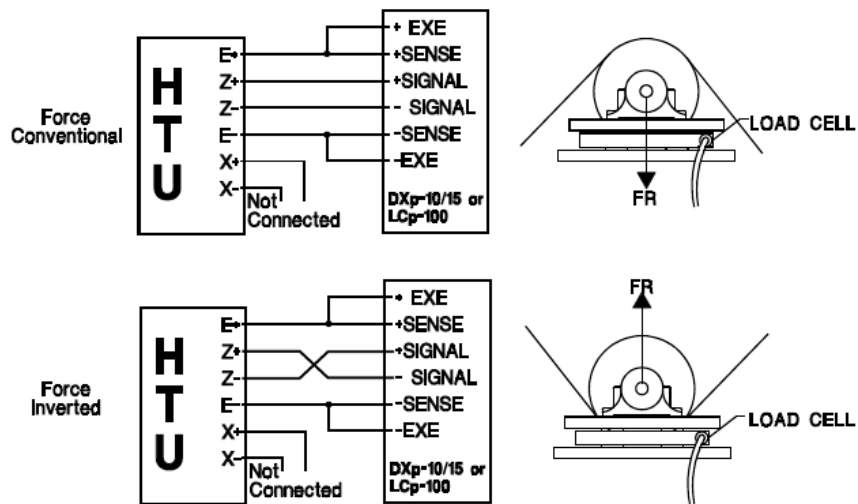 Force
Conventional
HTU
E+
Z+
Z-
E-
X+
X-
Not
Connected
+ EXE
+SENSE
+SIGNAL
- SIGNAL
-SENSE
-EXE
DXp-10/15 or
LCp-100
LOAD CELL
FR
Force
Inverted
HTU
E+
Z+
Z-
E-
X+
X-
Not
Connected
+ EXE
+SENSE
+SIGNAL
- SIGNAL
-SENSE
-EXE
DXp-10/15 or
LCp-100
FR
LOAD CELL